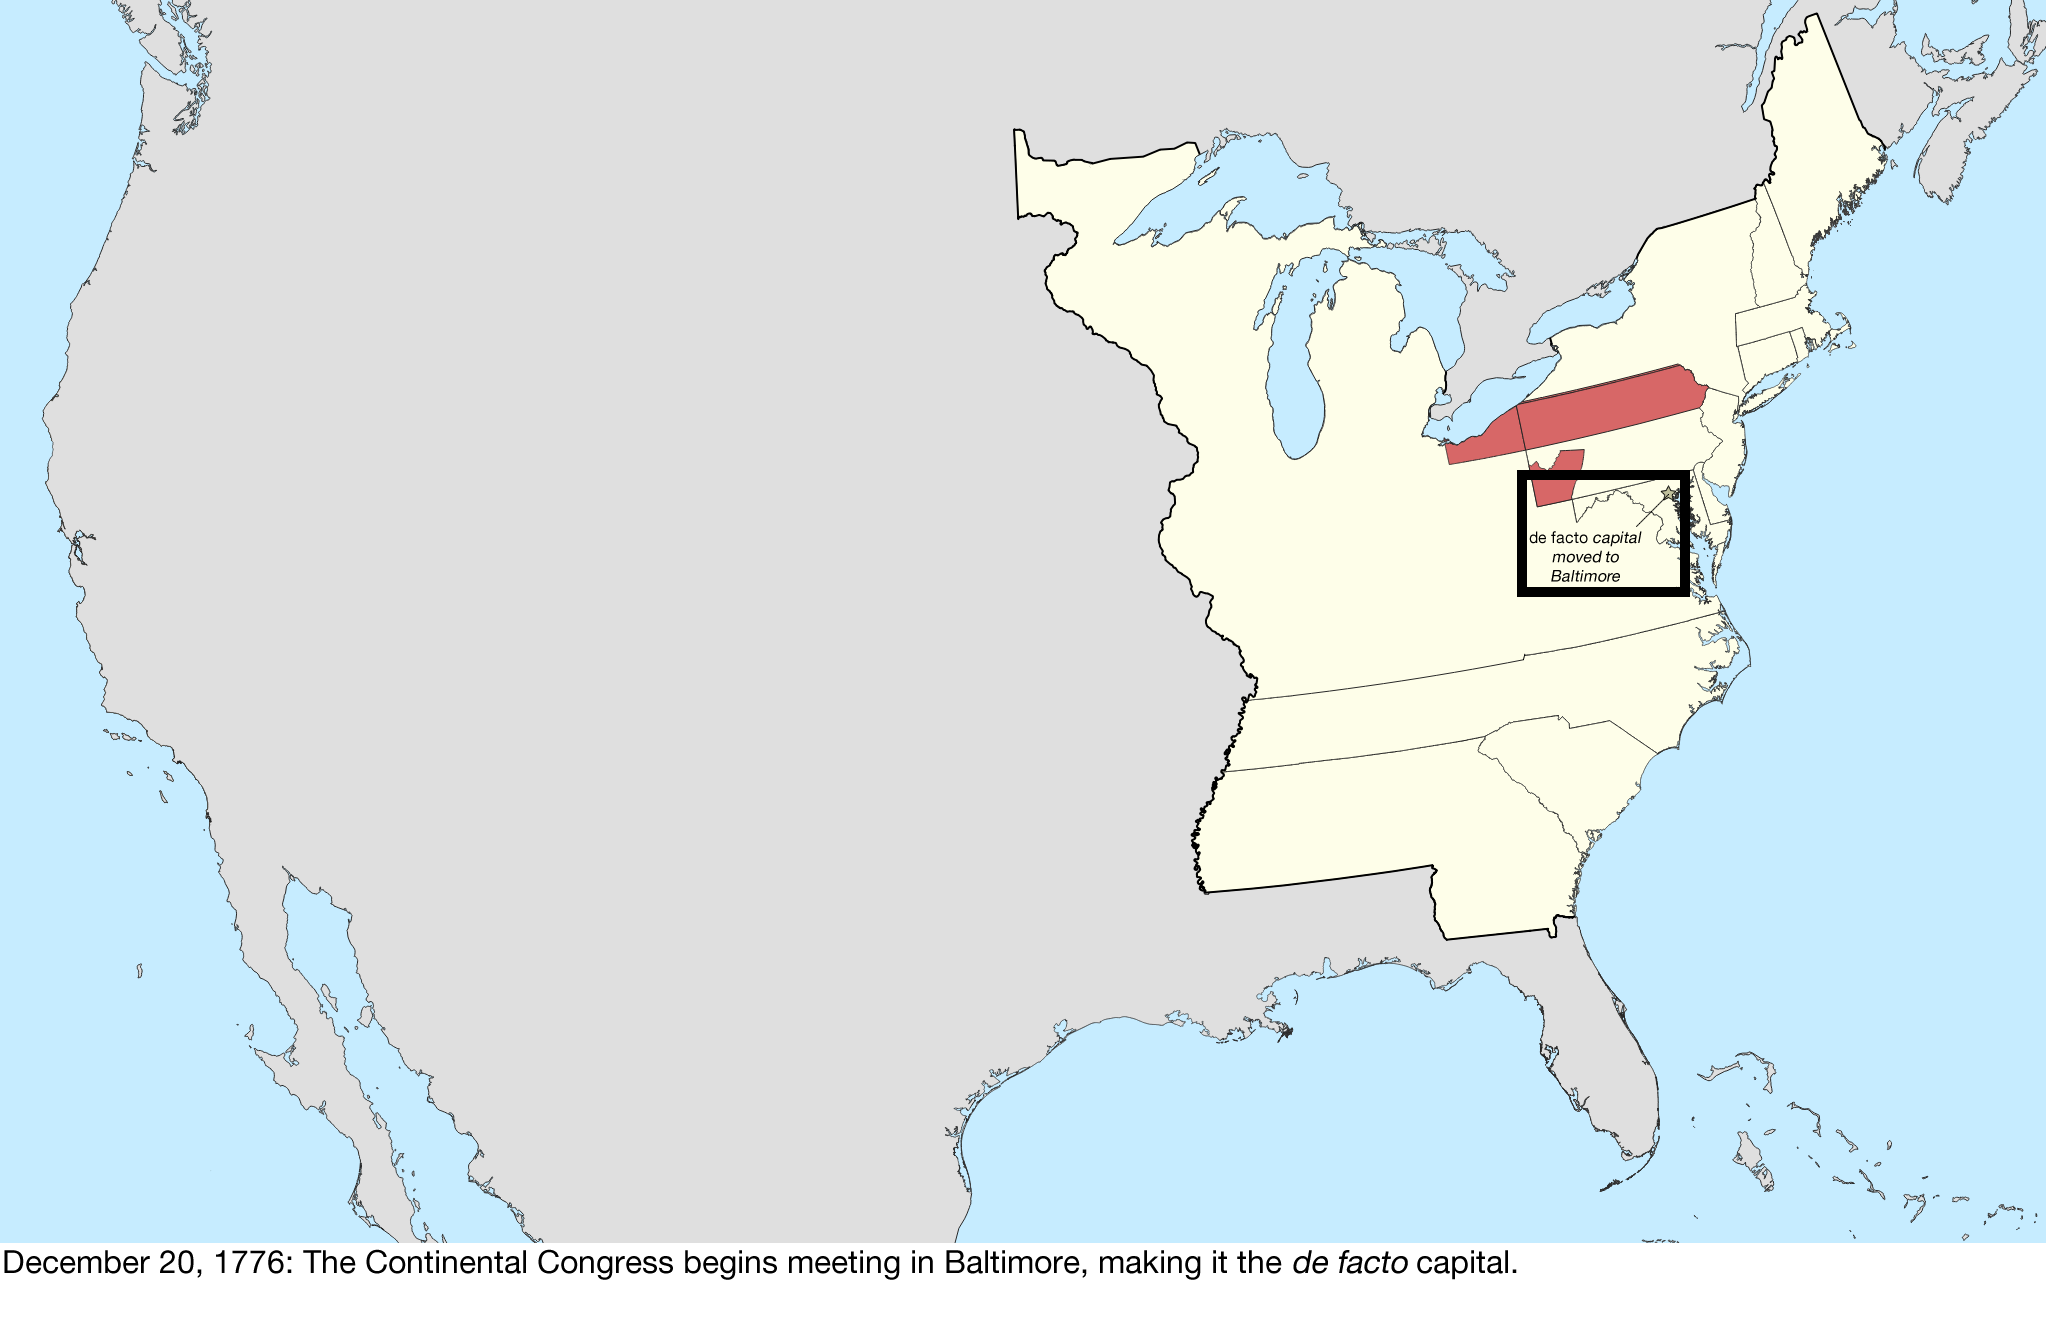 de facto capital
moved to
Baltimore
December 20, 1776: The Continental Congress begins meeting in Baltimore, making it the de facto capital.